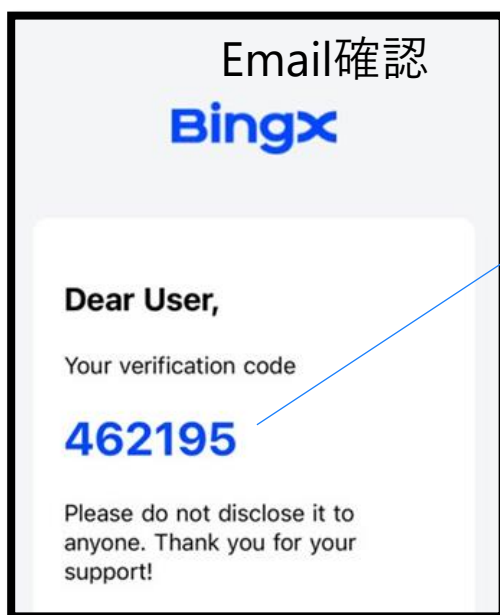 Email確認
BingX
Dear User,
Your verification code
462195
Please do not disclose it to
anyone. Thank you for your
support!